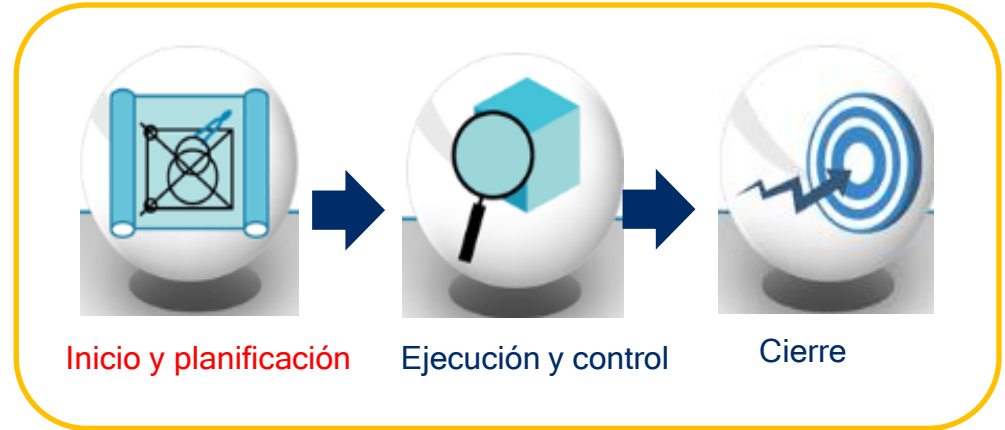 Inicio y planificación
Ejecución y control
Cierre